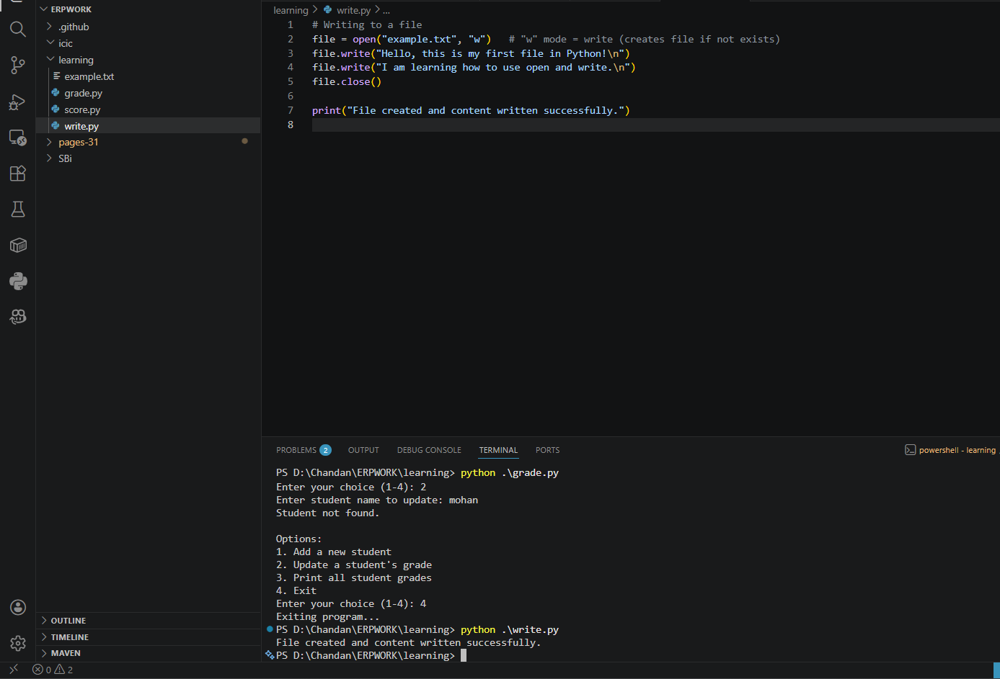 ERPWORK
.github
icic
learning
example.txt
grade.py
score.py
write.py
pages-31
SBi
OUTLINE
TIMELINE
MAVEN
learning > write.py > ...
1 # Writing to a file
2 file = open("example.txt", "w")   # "w" mode = write (creates file if not exists)
3 file.write("Hello, this is my first file in Python!\n")
4 file.write("I am learning how to use open and write.\n")
5 file.close()
6
7 print("File created and content written successfully.")
8
PROBLEMS 2 OUTPUT DEBUG CONSOLE TERMINAL PORTS powershell - learning
PS D:\Chandan\ERPWORK\learning> python .\grade.py
Enter your choice (1-4): 2
Enter student name to update: mohan
Student not found.

Options:
1. Add a new student
2. Update a student's grade
3. Print all student grades
4. Exit
Enter your choice (1-4): 4
Exiting program...
PS D:\Chandan\ERPWORK\learning> python .\write.py
File created and content written successfully.
PS D:\Chandan\ERPWORK\learning>
0 2